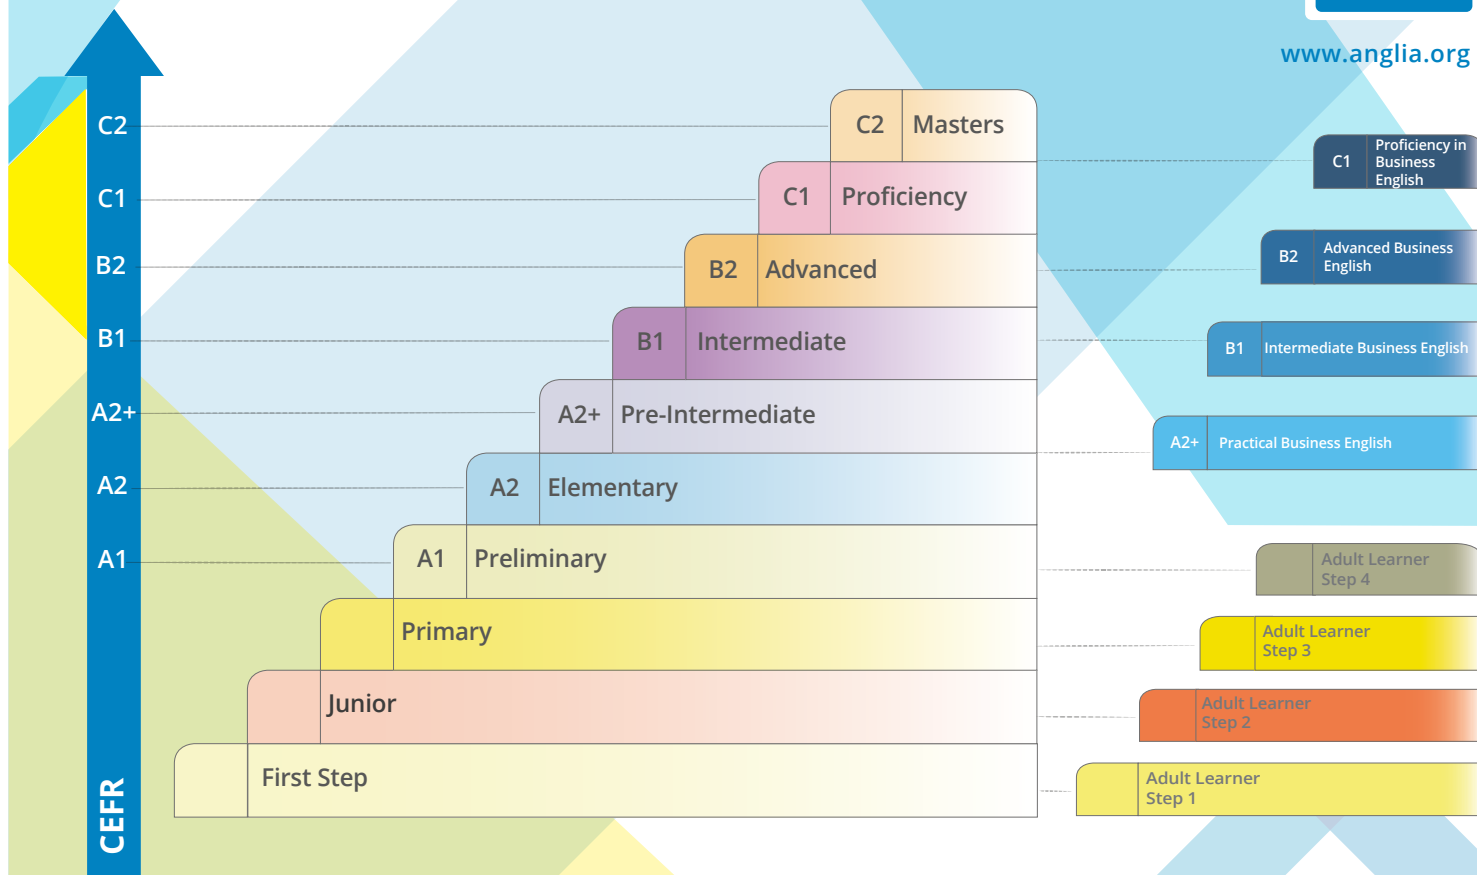 www.anglia.org
C2
C1
B2
B1
A2+
A2
A1
CEFR
C2 Masters
C1 Proficiency
B2 Advanced
B1 Intermediate
A2+ Pre-Intermediate
A2 Elementary
A1 Preliminary
Primary
Junior
First Step
C1 Proficiency in
Business
English
B2 Advanced Business
English
B1 Intermediate Business English
A2+ Practical Business English
Adult Learner
Step 4
Adult Learner
Step 3
Adult Learner
Step 2
Adult Learner
Step 1